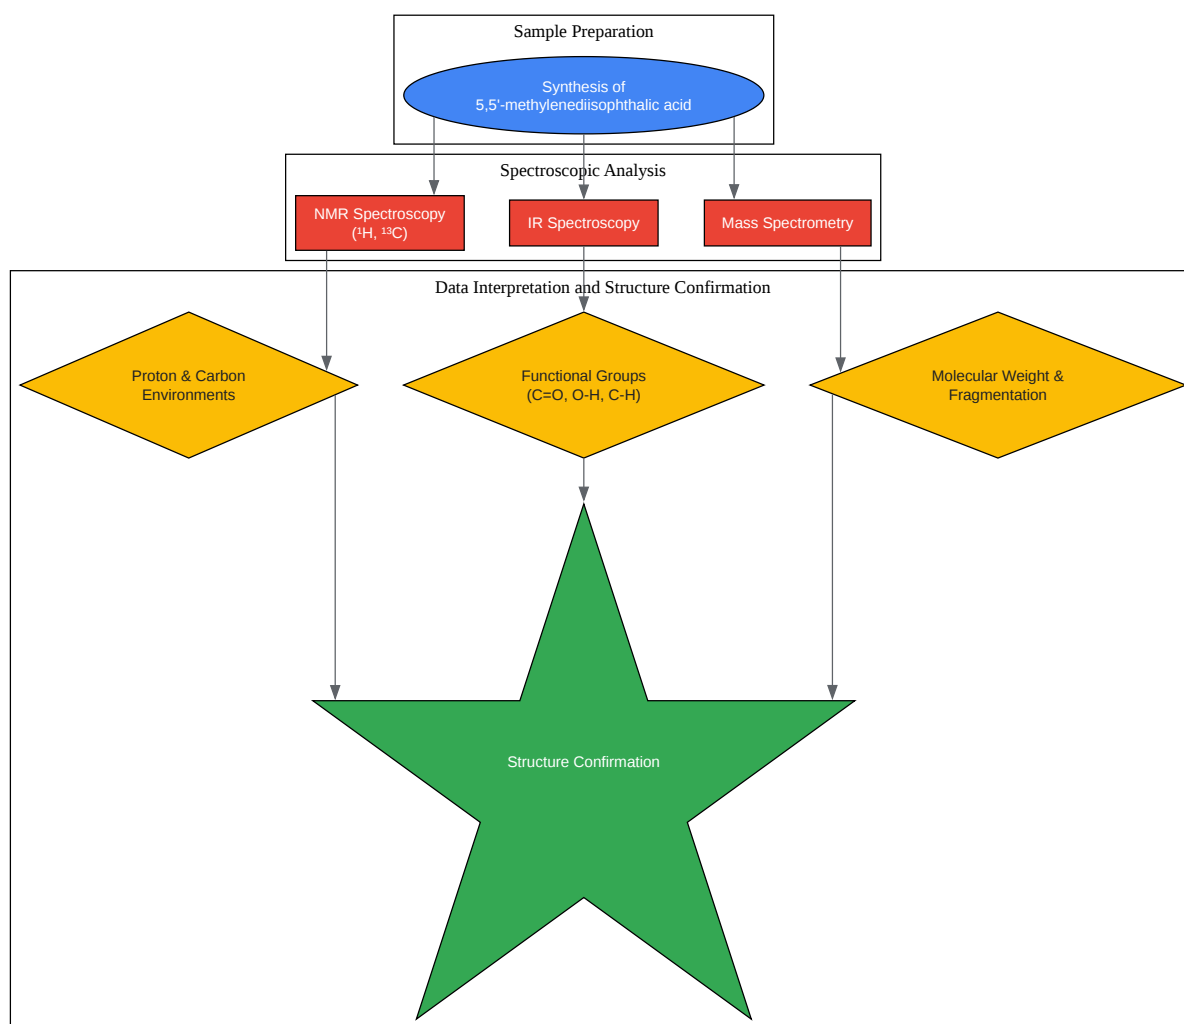 Sample Preparation
Synthesis of
5,5'-methylenediisophthalic acid
Spectroscopic Analysis
NMR Spectroscopy
(¹H, ¹³C)
IR Spectroscopy
Mass Spectrometry
Data Interpretation and Structure Confirmation
Proton & Carbon
Environments
Functional Groups
(C=O, O-H, C-H)
Molecular Weight &
Fragmentation
Structure Confirmation